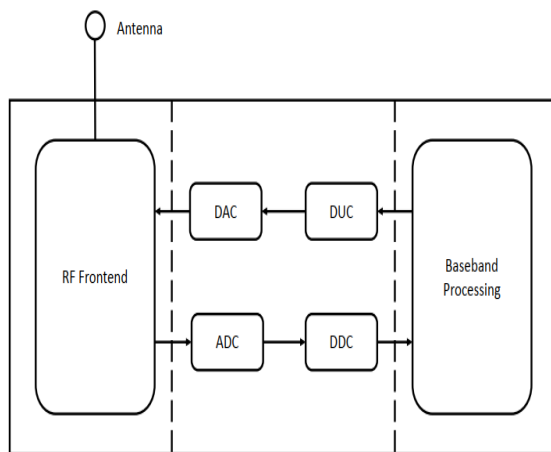 Antenna
DAC
DUC
RF Frontend
Baseband
Processing
ADC
DDC